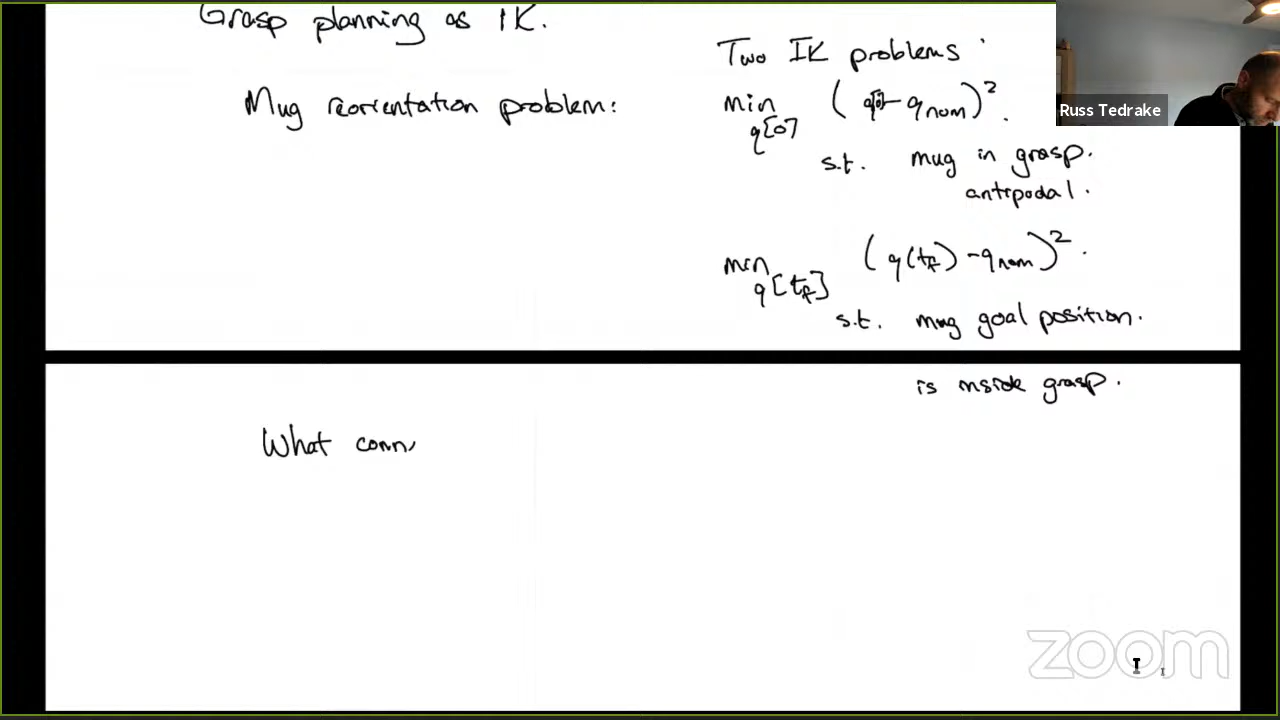 Grasp planning as IK.
Two IK problems:
Mug reorientation problem:
min q[0] (q[0] - qnom)².
s.t. mug in grasp.
antipodal.
min q[tf] (q(tf) - qnom)².
s.t. mug goal position.
is inside grasp.
What conn
Russ Tedrake
zoom